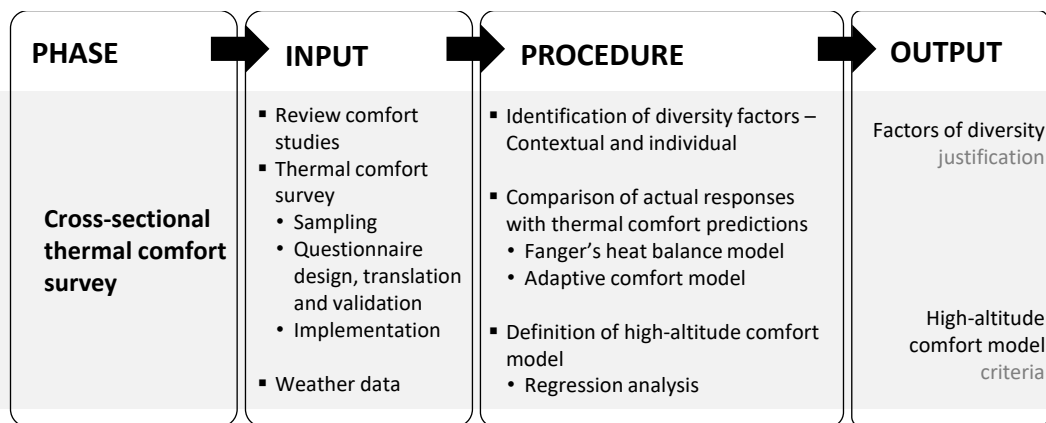 PHASE
INPUT
PROCEDURE
OUTPUT
Cross-sectional
thermal comfort
survey
▪ Review comfort
studies
▪ Thermal comfort
survey
• Sampling
• Questionnaire
design, translation
and validation
• Implementation
▪ Weather data
▪ Identification of diversity factors –
Contextual and individual
▪ Comparison of actual responses
with thermal comfort predictions
• Fanger’s heat balance model
• Adaptive comfort model
▪ Definition of high-altitude comfort
model
• Regression analysis
Factors of diversity
justification
High-altitude
comfort model
criteria